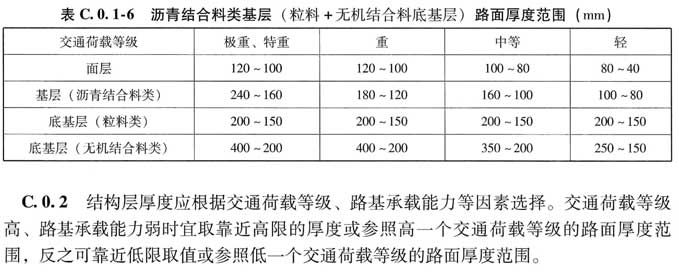 表 C.0.1-6 沥青结合料类基层（粒料+无机结合料底基层）路面厚度范围（mm）
交通荷载等级 极重、特重 重 中等 轻
面层 120~100 120~100 100~80 80~40
基层（沥青结合料类） 240~160 180~120 160~100 100~80
底基层（粒料类） 200~150 200~150 200~150 200~150
底基层（无机结合料类） 400~200 400~200 350~200 250~150
C.0.2 结构层厚度应根据交通荷载等级、路基承载能力等因素选择。交通荷载等级
高、路基承载能力弱时宜取靠近高限的厚度或参照高一个交通荷载等级的路面厚度范
围，反之可靠近低限取值或参照低一个交通荷载等级的路面厚度范围。